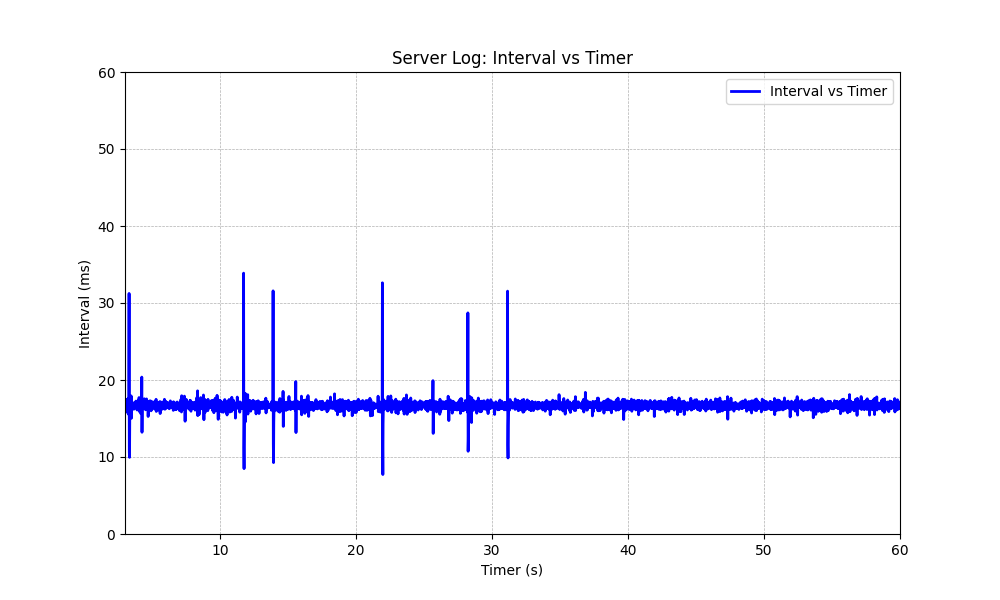 Server Log: Interval vs Timer
Interval vs Timer
60
50
40
30
20
10
0
Interval (ms)
10 20 30 40 50 60
Timer (s)